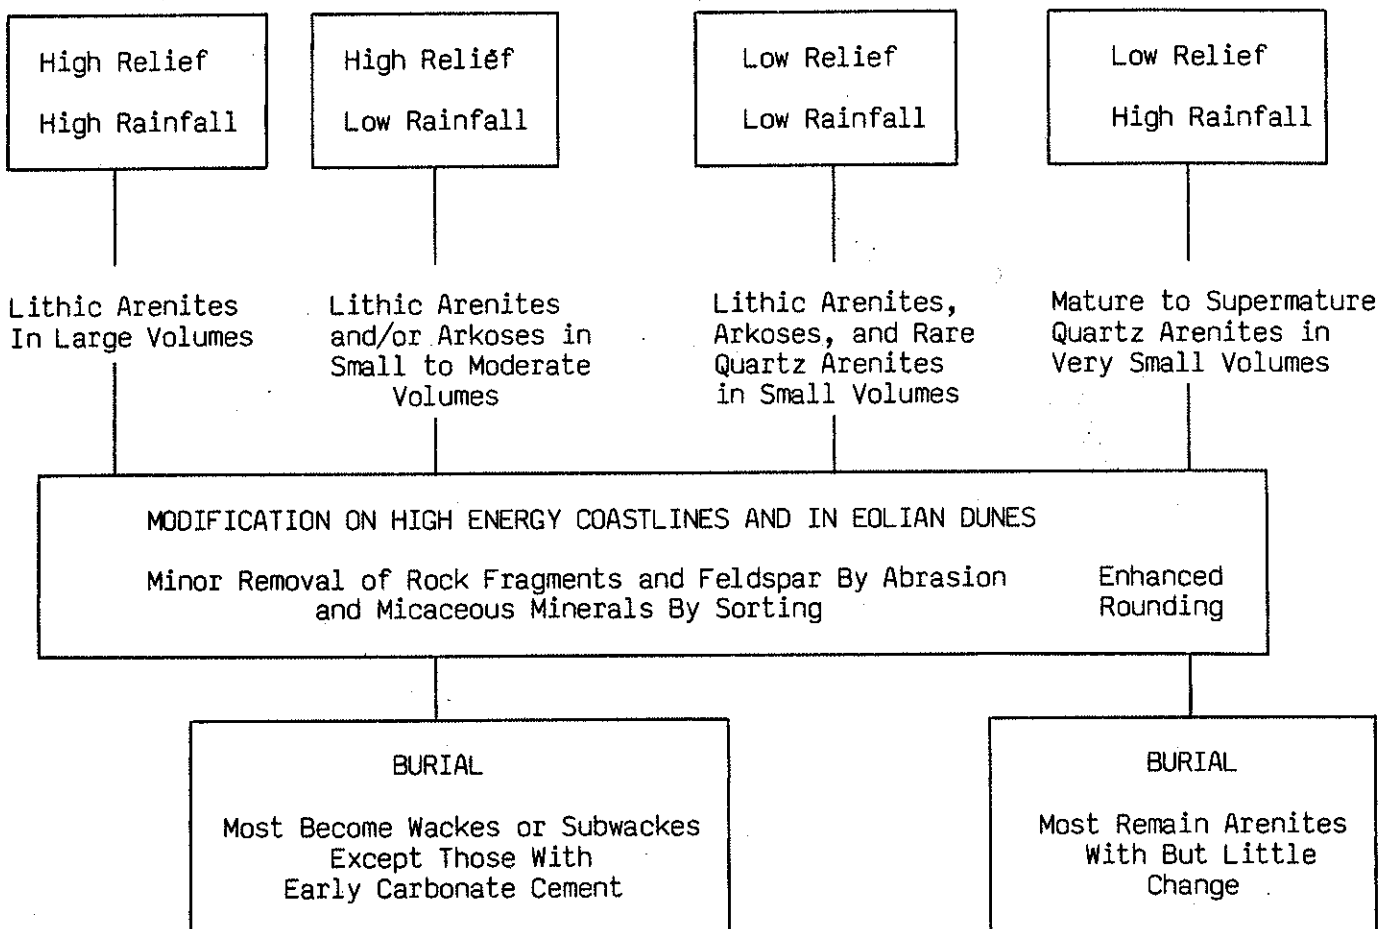 High Relief
High Rainfall
High Relief
Low Rainfall
Low Relief
Low Rainfall
Low Relief
High Rainfall
Lithic Arenites
In Large Volumes
Lithic Arenites
and/or Arkoses in
Small to Moderate
Volumes
Lithic Arenites,
Arkoses, and Rare
Quartz Arenites
in Small Volumes
Mature to Supermature
Quartz Arenites in
Very Small Volumes
MODIFICATION ON HIGH ENERGY COASTLINES AND IN EOLIAN DUNES
Minor Removal of Rock Fragments and Feldspar By Abrasion
and Micaceous Minerals By Sorting
Enhanced
Rounding
BURIAL
Most Become Wackes or Subwackes
Except Those With
Early Carbonate Cement
BURIAL
Most Remain Arenites
With But Little
Change